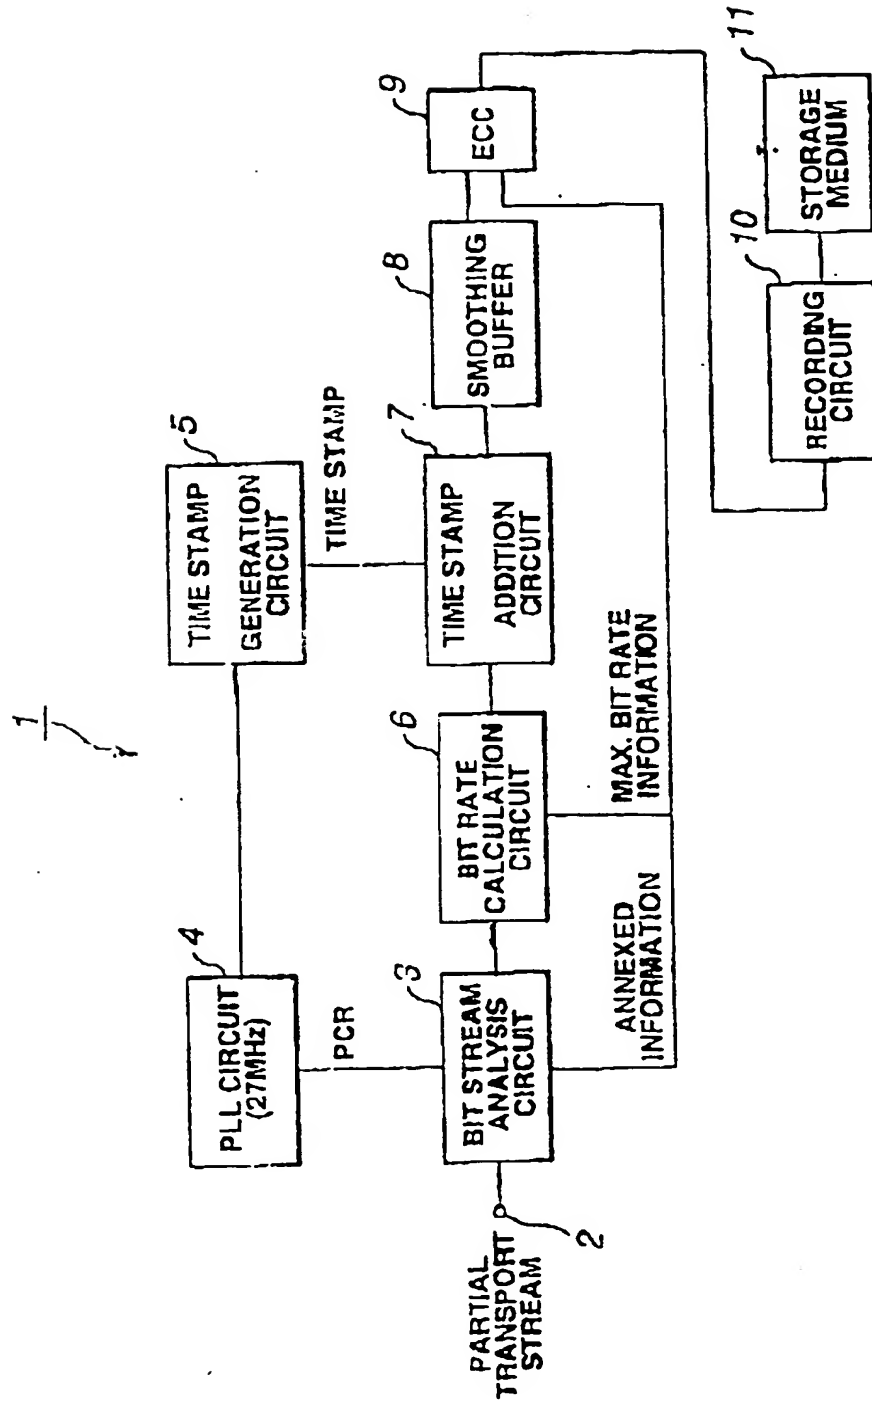 1
4
PLL CIRCUIT
(27MHz)
5
TIME STAMP
GENERATION
CIRCUIT
PCR
TIME STAMP
PARTIAL
TRANSPORT
STREAM
2
3
BIT STREAM
ANALYSIS
CIRCUIT
6
BIT RATE
CALCULATION
CIRCUIT
7
TIME STAMP
ADDITION
CIRCUIT
8
SMOOTHING
BUFFER
9
ECC
ANNEXED
INFORMATION
MAX. BIT RATE
INFORMATION
10
RECORDING
CIRCUIT
11
STORAGE
MEDIUM